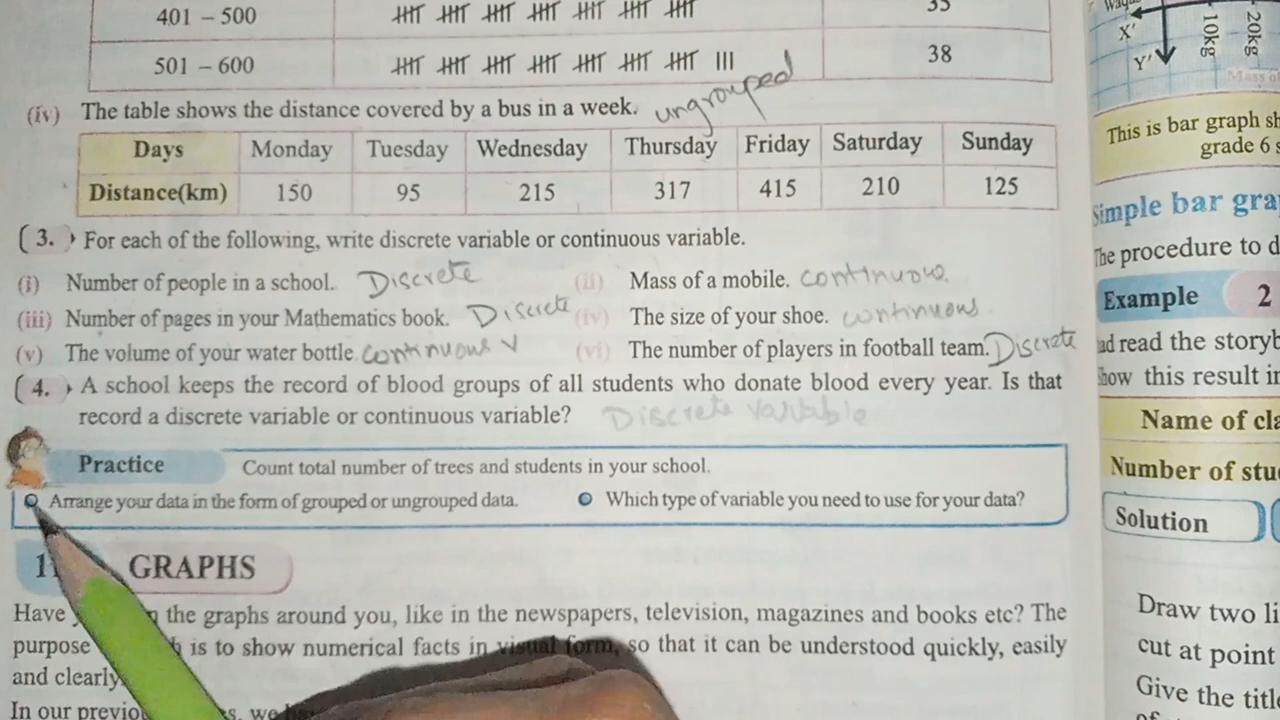 401 – 500 35
501 – 600 38
ungrouped
(iv) The table shows the distance covered by a bus in a week.
Days Monday Tuesday Wednesday Thursday Friday Saturday Sunday
Distance(km) 150 95 215 317 415 210 125
3. For each of the following, write discrete variable or continuous variable.
(i) Number of people in a school. Discrete (ii) Mass of a mobile. continuous
(iii) Number of pages in your Mathematics book. Discrete (iv) The size of your shoe. continuous
(v) The volume of your water bottle. continuous (vi) The number of players in football team. Discrete
4. A school keeps the record of blood groups of all students who donate blood every year. Is that
record a discrete variable or continuous variable? Discrete variable
Practice Count total number of trees and students in your school.
Arrange your data in the form of grouped or ungrouped data. Which type of variable you need to use for your data?
GRAPHS
Have the graphs around you, like in the newspapers, television, magazines and books etc? The
purpose is to show numerical facts in visual form, so that it can be understood quickly, easily
and clearly.
In our
X'
Y'
10kg
20kg
This is bar graph
grade 6
Simple bar
The procedure to
Example 2
read the
show this result
Name of
Number of
Solution
Draw two
cut at point
Give the